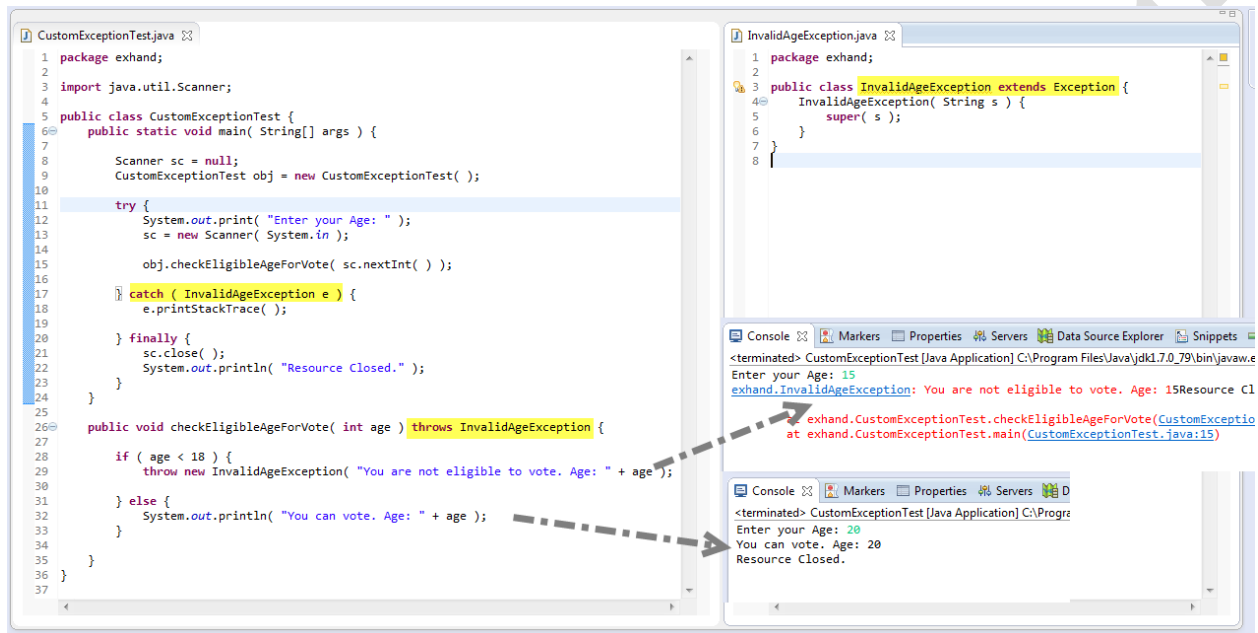 CustomExceptionTest.java
1 package exhand;
2
3 import java.util.Scanner;
4
5 public class CustomExceptionTest {
6 public static void main( String[] args ) {
7
8 Scanner sc = null;
9 CustomExceptionTest obj = new CustomExceptionTest( );
10
11 try {
12 System.out.print( "Enter your Age: " );
13 sc = new Scanner( System.in );
14
15 obj.checkEligibleAgeForVote( sc.nextInt( ) );
16
17 } catch ( InvalidAgeException e ) {
18 e.printStackTrace( );
19
20 } finally {
21 sc.close( );
22 System.out.println( "Resource Closed." );
23 }
24 }
25
26 public void checkEligibleAgeForVote( int age ) throws InvalidAgeException {
27
28 if ( age < 18 ) {
29 throw new InvalidAgeException( "You are not eligible to vote. Age: " + age );
30
31 } else {
32 System.out.println( "You can vote. Age: " + age );
33 }
34
35 }
36 }
37
InvalidAgeException.java
1 package exhand;
2
3 public class InvalidAgeException extends Exception {
4 InvalidAgeException( String s ) {
5 super( s );
6 }
7 }
8
Console Markers Properties Servers Data Source Explorer Snippets
<terminated> CustomExceptionTest [Java Application] C:\Program Files\Java\jdk1.7.0_79\bin\javaw.e
Enter your Age: 15
exhand.InvalidAgeException: You are not eligible to vote. Age: 15Resource Cl
at exhand.CustomExceptionTest.checkEligibleAgeForVote(CustomExceptio
at exhand.CustomExceptionTest.main(CustomExceptionTest.java:15)
Console Markers Properties Servers D
<terminated> CustomExceptionTest [Java Application] C:\Progra
Enter your Age: 20
You can vote. Age: 20
Resource Closed.